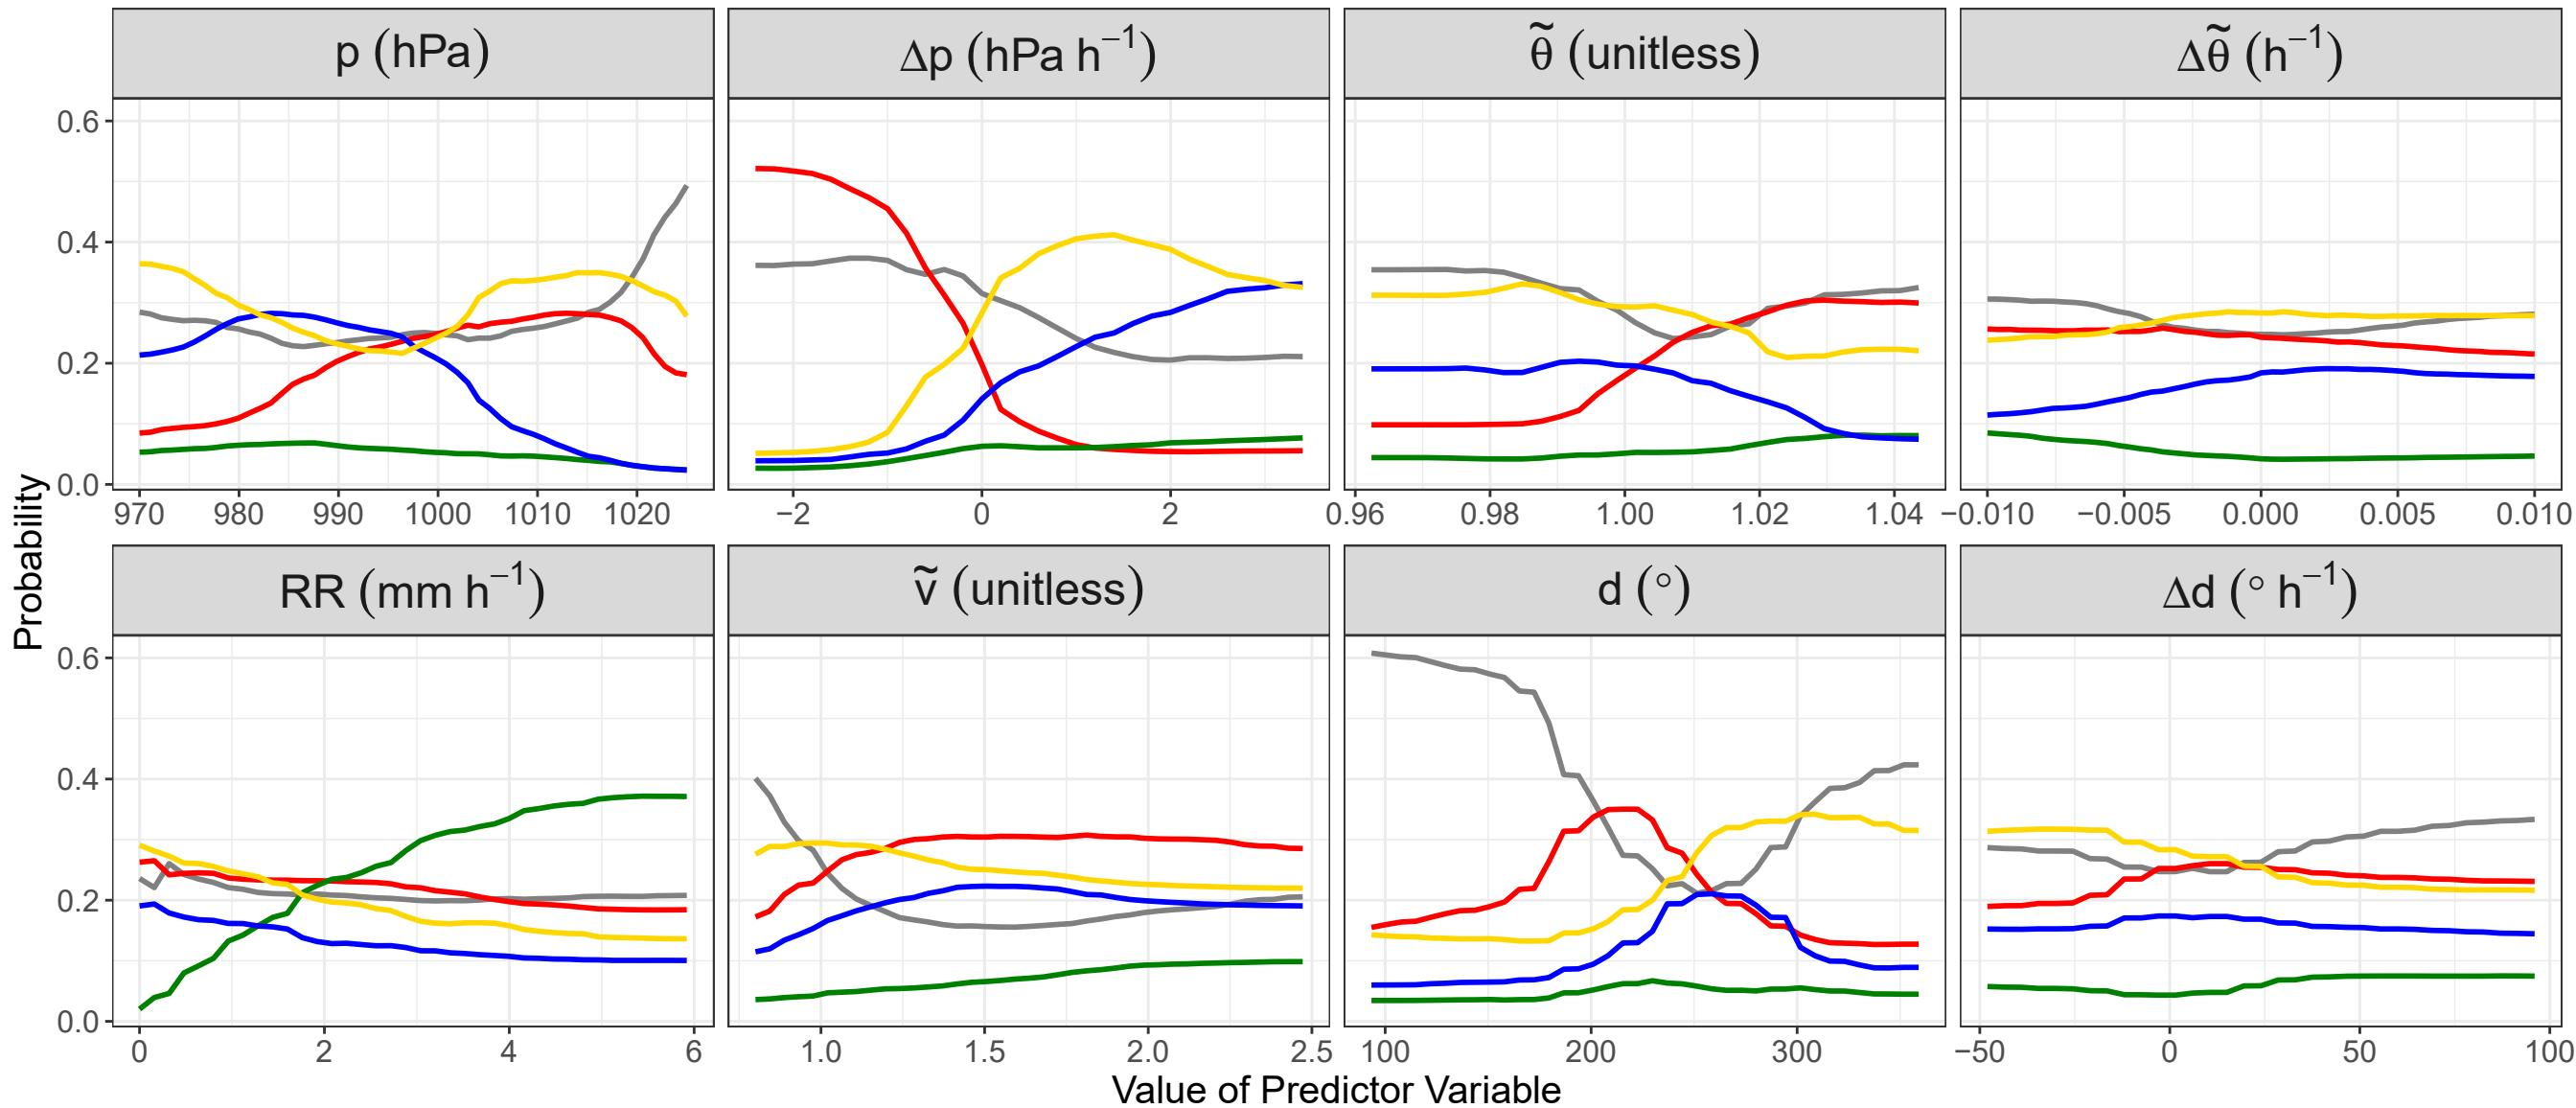 p (hPa)
Δp (hPa h⁻¹)
θ̃ (unitless)
Δθ̃ (h⁻¹)
0.6
0.4
0.2
0.0
970 980 990 1000 1010 1020
−2 0 2
0.96 0.98 1.00 1.02 1.04
−0.010 −0.005 0.000 0.005 0.010
Probability
RR (mm h⁻¹)
ṽ (unitless)
d (°)
Δd (° h⁻¹)
0.6
0.4
0.2
0.0
0 2 4 6
1.0 1.5 2.0 2.5
100 200 300
−50 0 50 100
Value of Predictor Variable